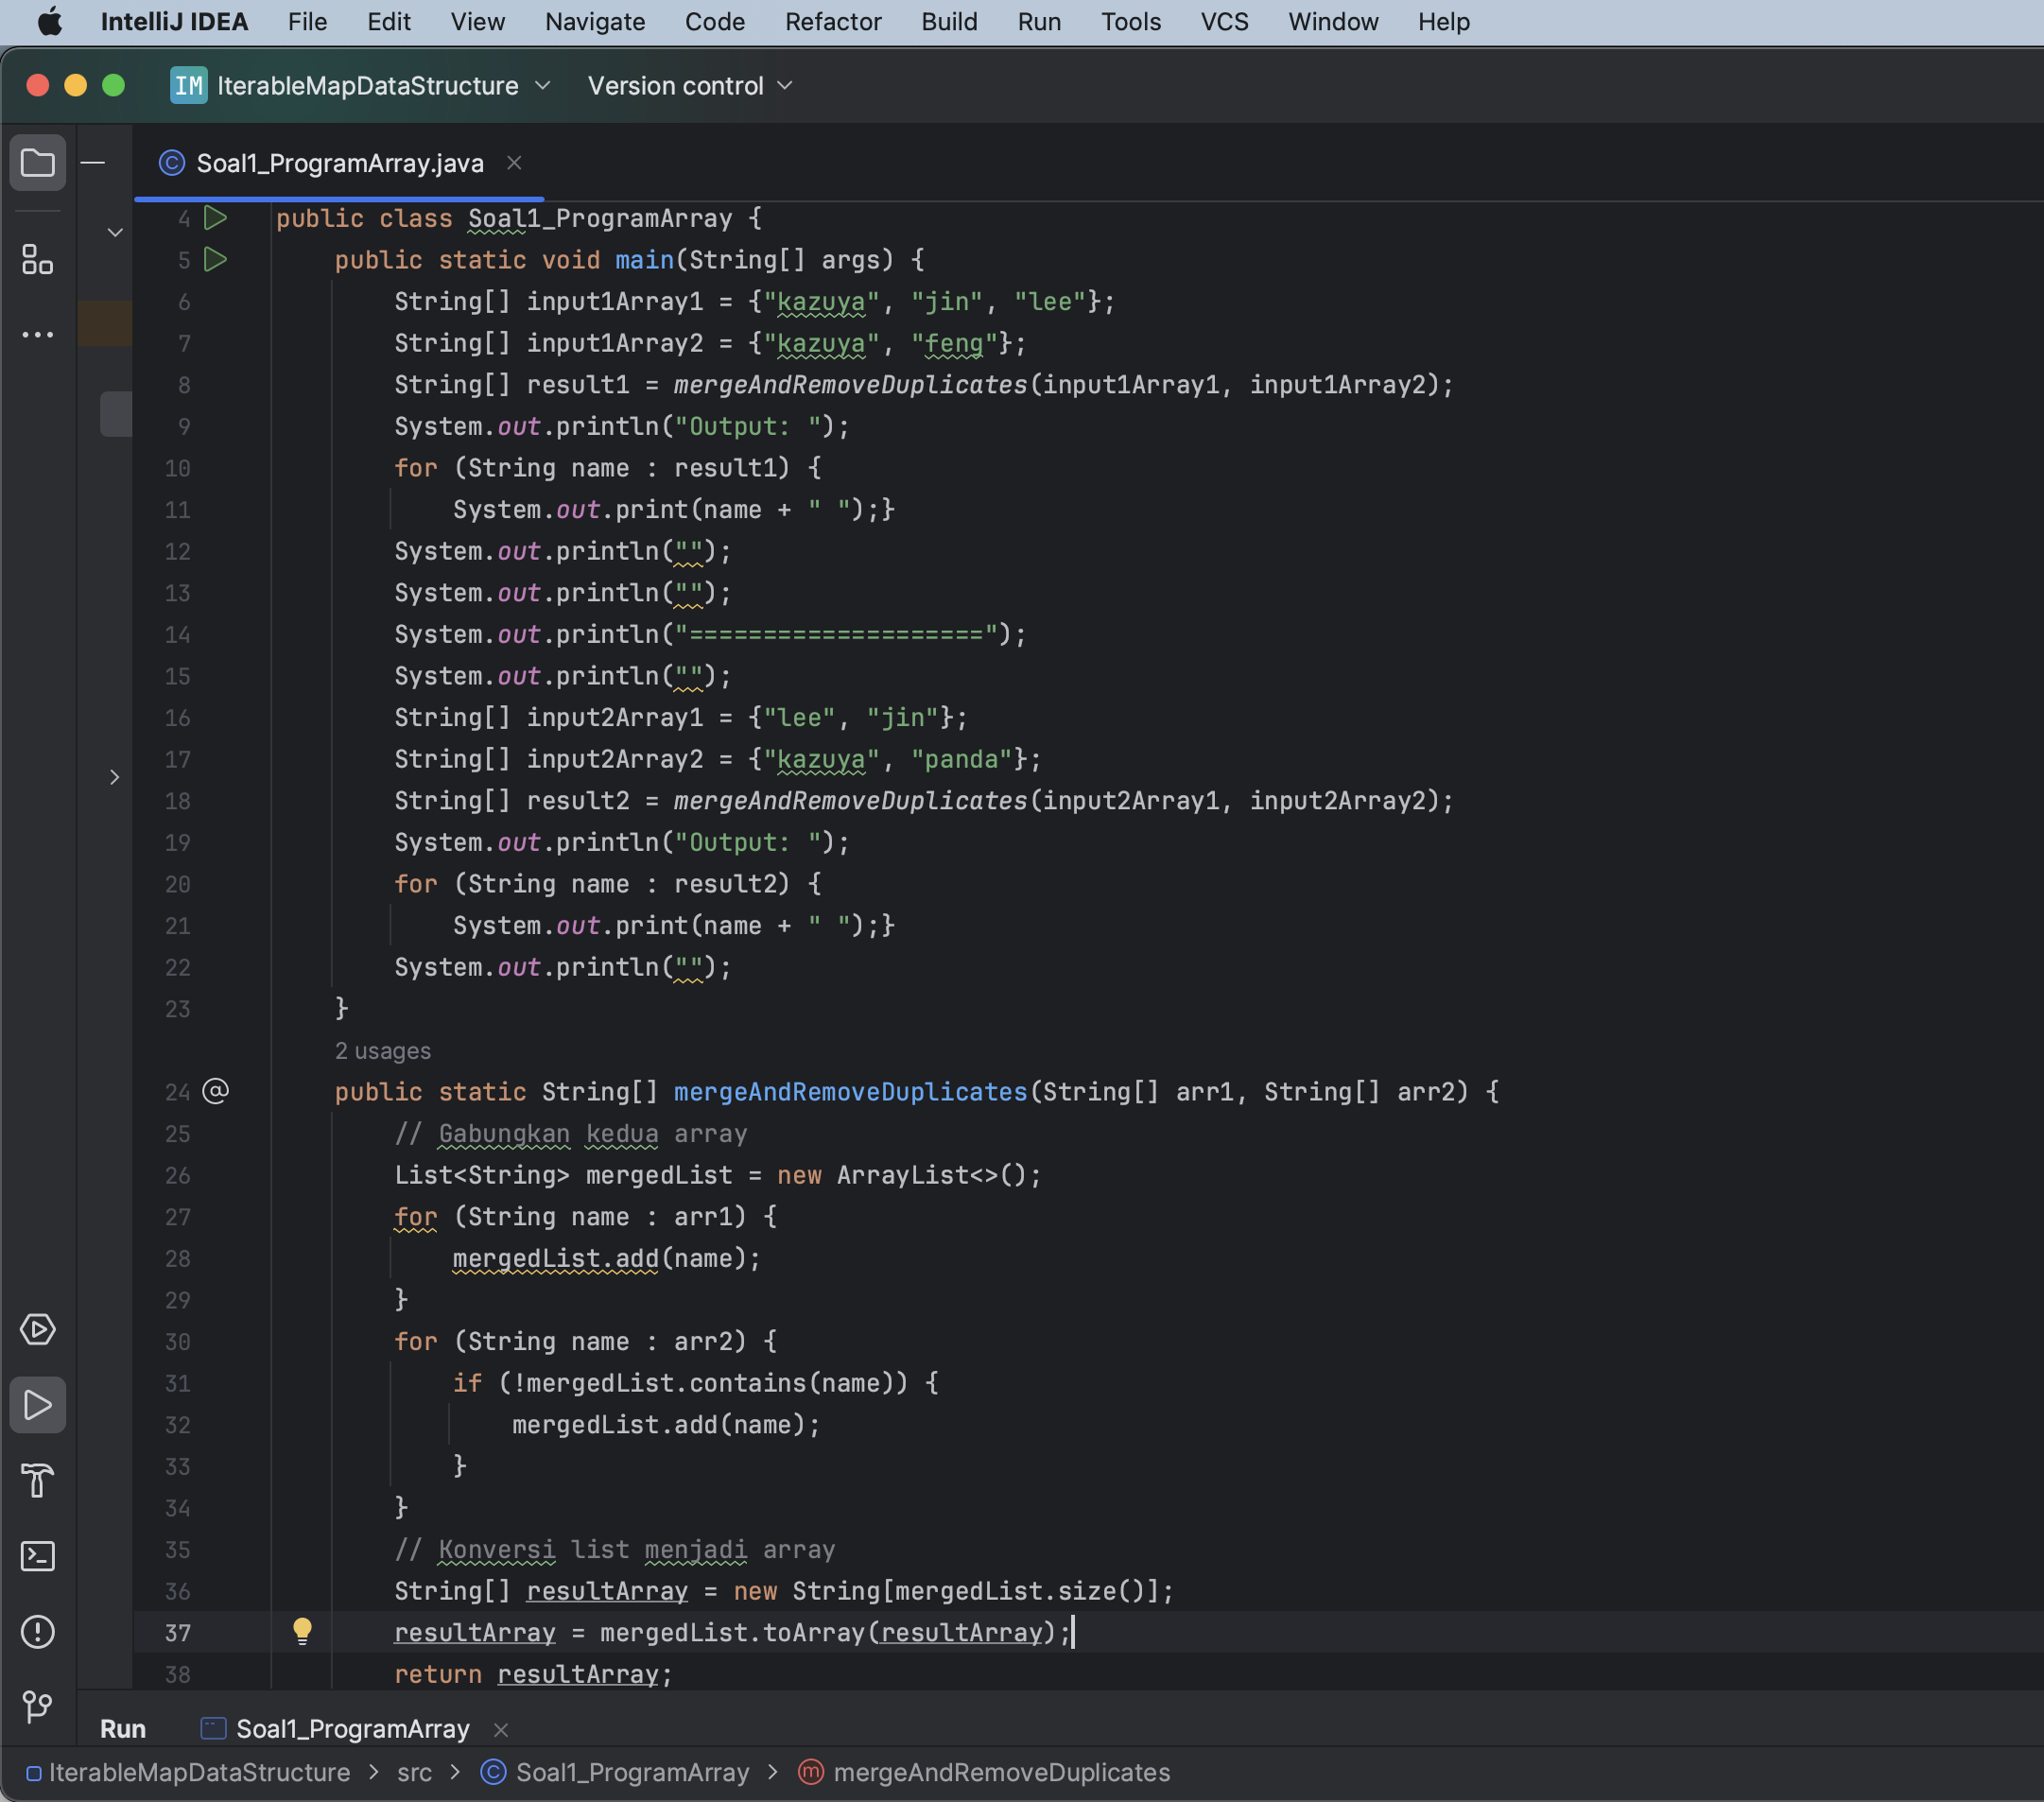 IntelliJ IDEA File Edit View Navigate Code Refactor Build Run Tools VCS Window Help
IM IterableMapDataStructure Version control
Soal1_ProgramArray.java
4 public class Soal1_ProgramArray {
5 public static void main(String[] args) {
6 String[] input1Array1 = {"kazuya", "jin", "lee"};
7 String[] input1Array2 = {"kazuya", "feng"};
8 String[] result1 = mergeAndRemoveDuplicates(input1Array1, input1Array2);
9 System.out.println("Output: ");
10 for (String name : result1) {
11 System.out.print(name + " ");}
12 System.out.println("");
13 System.out.println("");
14 System.out.println("====================");
15 System.out.println("");
16 String[] input2Array1 = {"lee", "jin"};
17 String[] input2Array2 = {"kazuya", "panda"};
18 String[] result2 = mergeAndRemoveDuplicates(input2Array1, input2Array2);
19 System.out.println("Output: ");
20 for (String name : result2) {
21 System.out.print(name + " ");}
22 System.out.println("");
23 }
2 usages
24 public static String[] mergeAndRemoveDuplicates(String[] arr1, String[] arr2) {
25 // Gabungkan kedua array
26 List<String> mergedList = new ArrayList<>();
27 for (String name : arr1) {
28 mergedList.add(name);
29 }
30 for (String name : arr2) {
31 if (!mergedList.contains(name)) {
32 mergedList.add(name);
33 }
34 }
35 // Konversi list menjadi array
36 String[] resultArray = new String[mergedList.size()];
37 resultArray = mergedList.toArray(resultArray);
38 return resultArray;
Run Soal1_ProgramArray
IterableMapDataStructure > src > Soal1_ProgramArray > mergeAndRemoveDuplicates